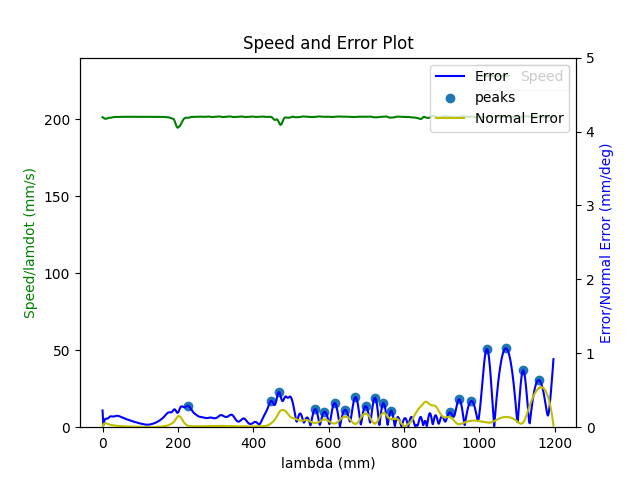 Speed and Error Plot
Speed/lamdot (mm/s)
200
150
100
50
0
Error
Speed
peaks
Normal Error
5
4
3
2
1
0
Error/Normal Error (mm/deg)
0 200 400 600 800 1000 1200
lambda (mm)